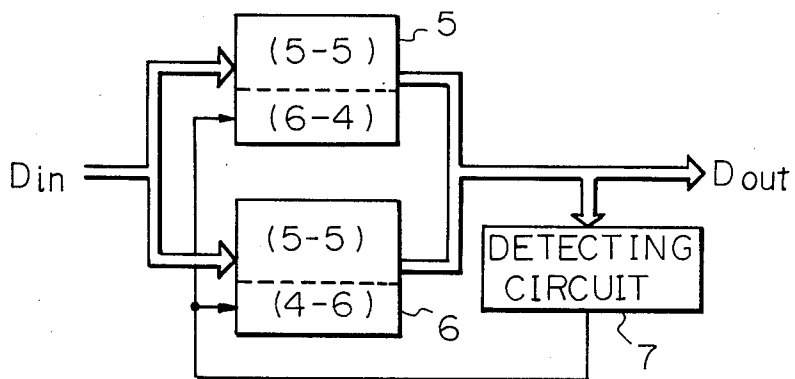 5
(5-5)
(6-4)
Din
Dout
(5-5)
(4-6)
6
DETECTING
CIRCUIT
7